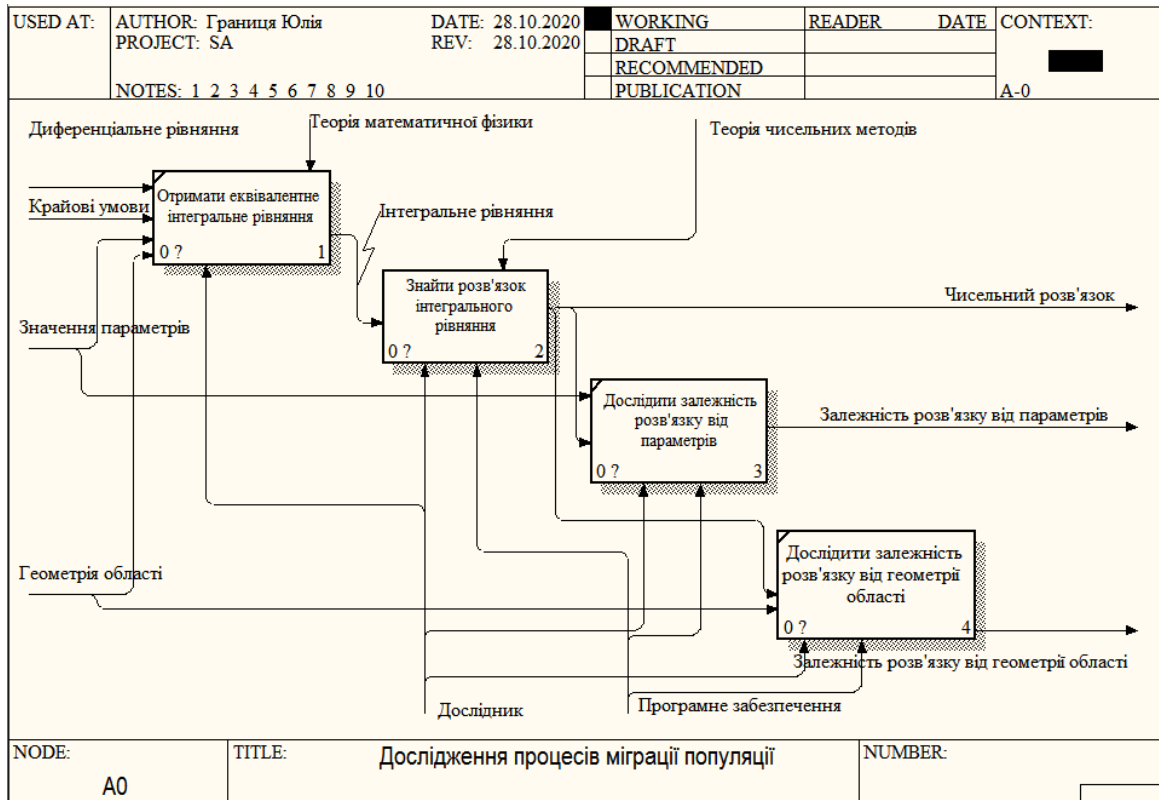 USED AT:
AUTHOR: Границя Юлія
DATE: 28.10.2020
PROJECT: SA
REV: 28.10.2020
NOTES: 1 2 3 4 5 6 7 8 9 10
WORKING
DRAFT
RECOMMENDED
PUBLICATION
READER DATE
CONTEXT:
A-0
Диференціальне рівняння
Теорія математичної фізики
Теорія чисельних методів
Отримати еквівалентне
інтегральне рівняння
0 ? 1
Крайові умови
Інтегральне рівняння
Знайти розв'язок
інтегрального
рівняння
0 ? 2
Чисельний розв'язок
Значення параметрів
Дослідити залежність
розв'язку від
параметрів
0 ? 3
Залежність розв'язку від параметрів
Дослідити залежність
розв'язку від геометрії
області
0 ? 4
Геометрія області
Залежність розв'язку від геометрії області
Дослідник
Програмне забезпечення
NODE:
A0
TITLE:
Дослідження процесів міграції популяції
NUMBER: